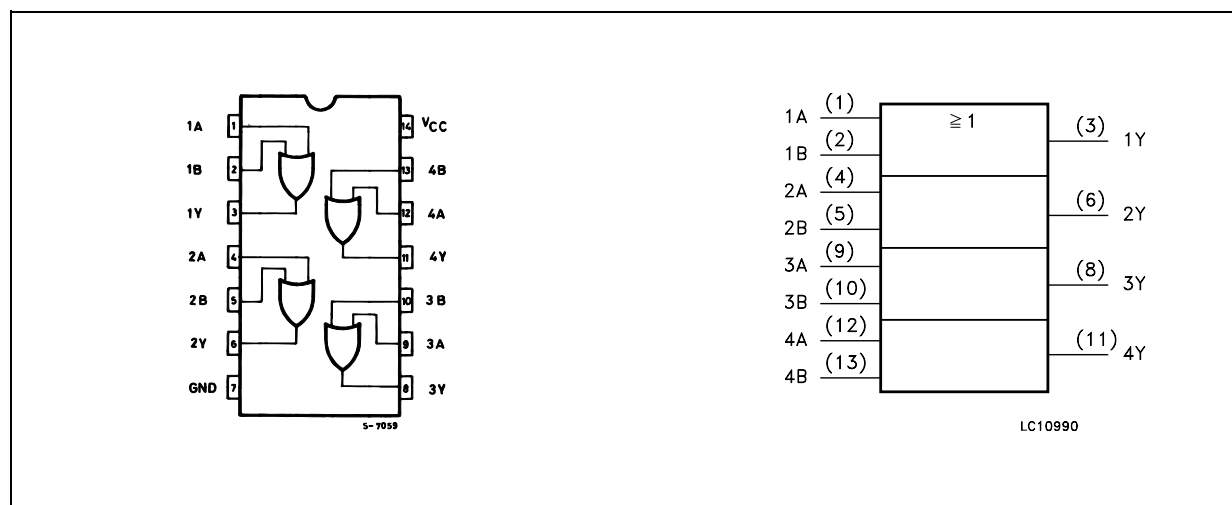 1A 1 14 VCC
1B 2 13 4B
1Y 3 12 4A
2A 4 11 4Y
2B 5 10 3B
2Y 6 9 3A
GND 7 8 3Y
S-7059
≧1
1A (1)
1B (2)
2A (4)
2B (5)
3A (9)
3B (10)
4A (12)
4B (13)
(3) 1Y
(6) 2Y
(8) 3Y
(11) 4Y
LC10990